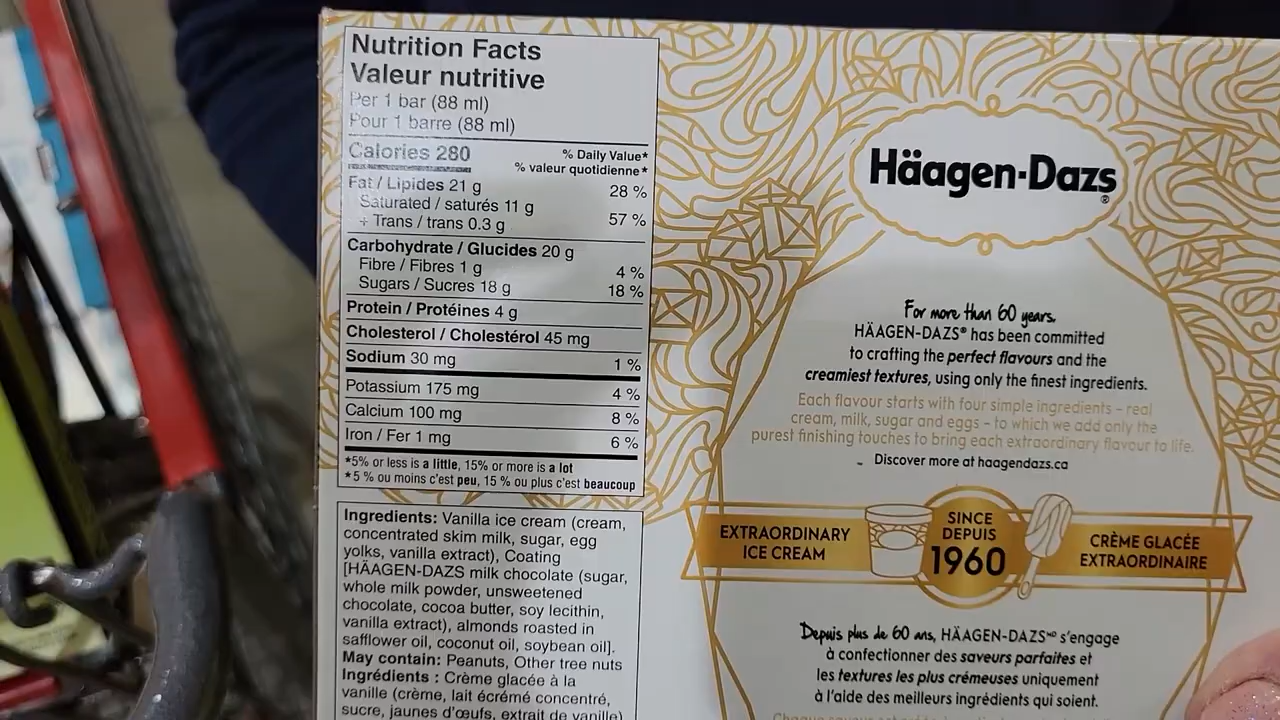 Nutrition Facts
Valeur nutritive
Per 1 bar (88 ml)
Pour 1 barre (88 ml)
Calories 280
% Daily Value*
% valeur quotidienne*
Fat / Lipides 21 g 28 %
Saturated / saturés 11 g
+ Trans / trans 0.3 g 57 %
Carbohydrate / Glucides 20 g
Fibre / Fibres 1 g 4 %
Sugars / Sucres 18 g 18 %
Protein / Protéines 4 g
Cholesterol / Cholestérol 45 mg
Sodium 30 mg 1 %
Potassium 175 mg 4 %
Calcium 100 mg 8 %
Iron / Fer 1 mg 6 %
*5% or less is a little, 15% or more is a lot
*5 % ou moins c'est peu, 15 % ou plus c'est beaucoup
Ingredients: Vanilla ice cream (cream,
concentrated skim milk, sugar, egg
yolks, vanilla extract), Coating
[HÄAGEN-DAZS milk chocolate (sugar,
whole milk powder, unsweetened
chocolate, cocoa butter, soy lecithin,
vanilla extract), almonds roasted in
safflower oil, coconut oil, soybean oil].
May contain: Peanuts, Other tree nuts
Ingrédients : Crème glacée à la
vanille (crème, lait écrémé concentré,
sucre, jaunes d'œufs, extrait de vanille)
Häagen-Dazs®
For more than 60 years,
HÄAGEN-DAZS® has been committed
to crafting the perfect flavours and the
creamiest textures, using only the finest ingredients.
Each flavour starts with four simple ingredients – real
cream, milk, sugar and eggs – to which we add only the
purest finishing touches to bring each extraordinary flavour to life.
Discover more at haagendazs.ca
EXTRAORDINARY
ICE CREAM
SINCE
DEPUIS
1960
CRÈME GLACÉE
EXTRAORDINAIRE
Depuis plus de 60 ans, HÄAGEN-DAZS MD s'engage
à confectionner des saveurs parfaites et
les textures les plus crémeuses uniquement
à l'aide des meilleurs ingrédients qui soient.